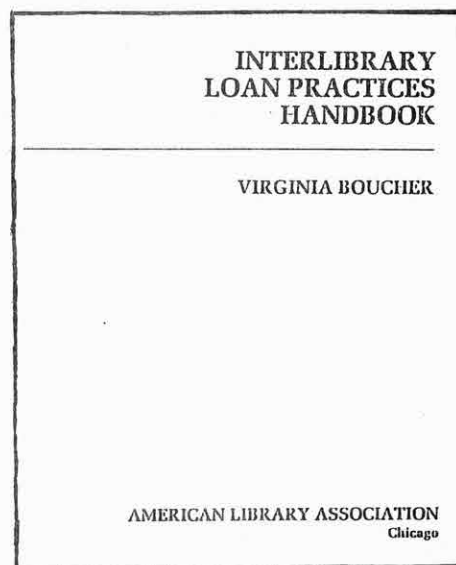 INTERLIBRARY
LOAN PRACTICES
HANDBOOK
VIRGINIA BOUCHER
AMERICAN LIBRARY ASSOCIATION
Chicago